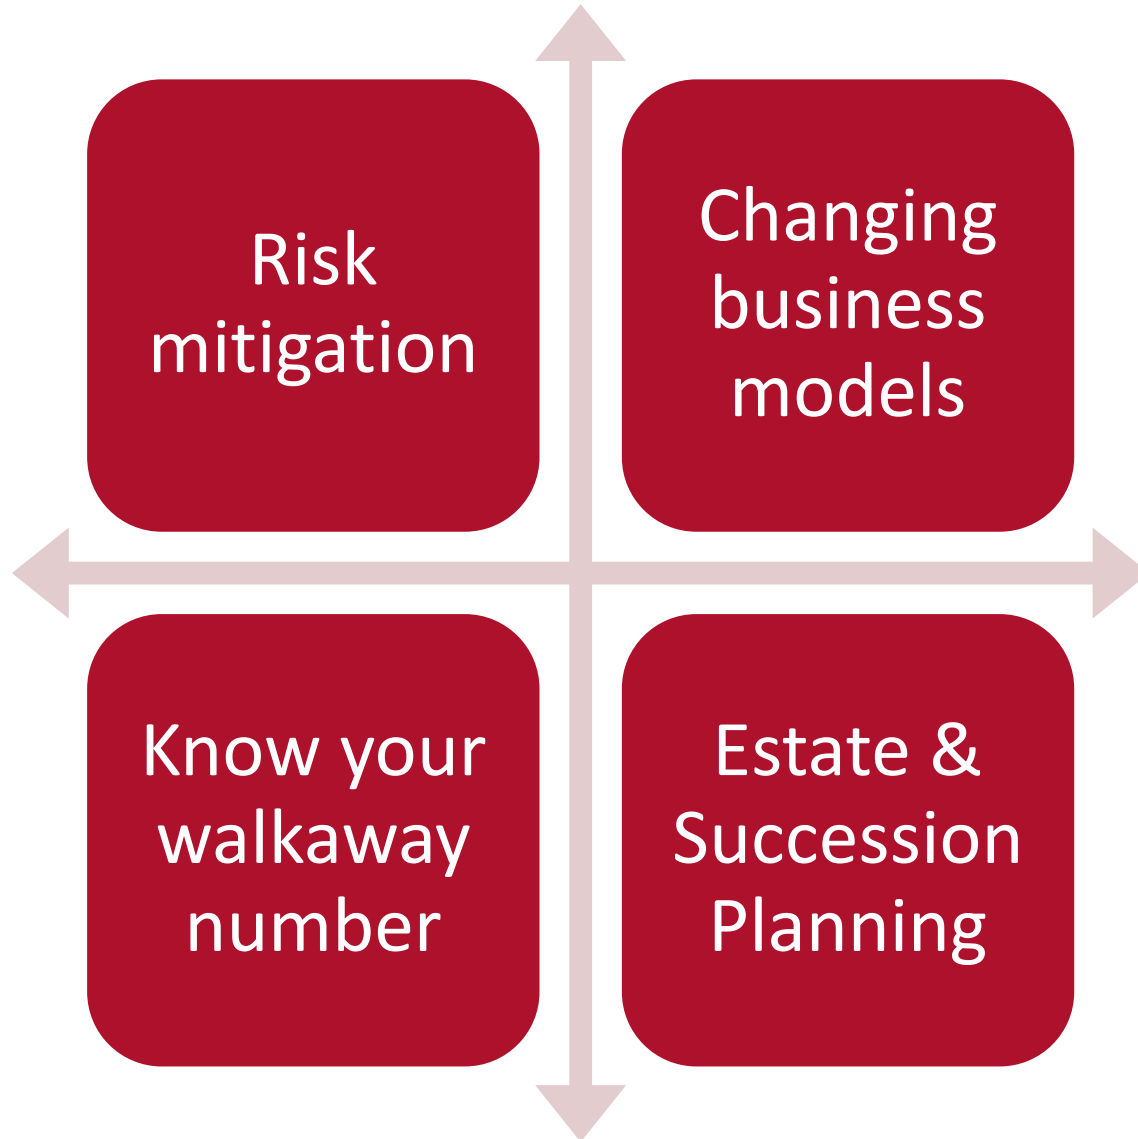 Risk
mitigation
Changing
business
models
Know your
walkaway
number
Estate &
Succession
Planning